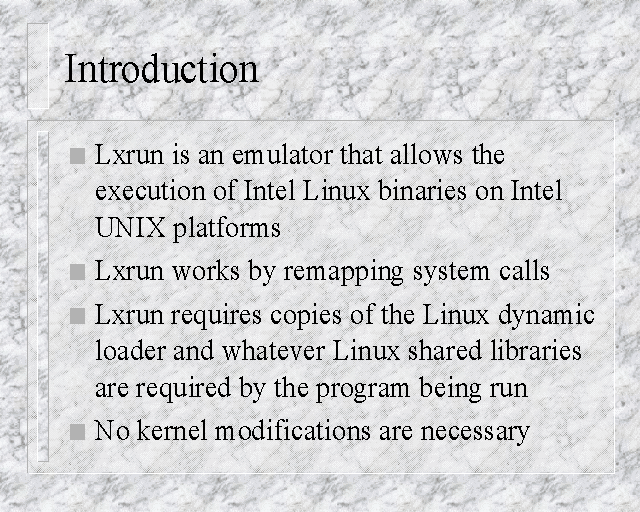 Introduction
Lxrun is an emulator that allows the
execution of Intel Linux binaries on Intel
UNIX platforms
Lxrun works by remapping system calls
Lxrun requires copies of the Linux dynamic
loader and whatever Linux shared libraries
are required by the program being run
No kernel modifications are necessary